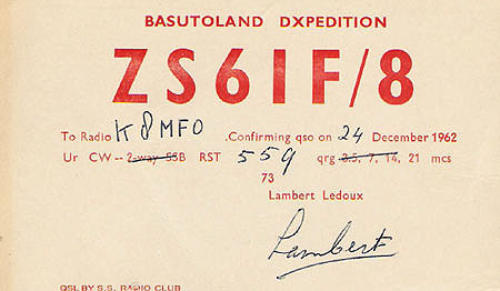 BASUTOLAND DXPEDITION
ZS6IF/8
To Radio K8MFO .Confirming qso on 24 December 1962
Ur CW -- 2-way SSB RST 559 qrg 3.5, 7, 14, 21 mcs
73
Lambert Ledoux
Lambert
QSL BY S.S. RADIO CLUB